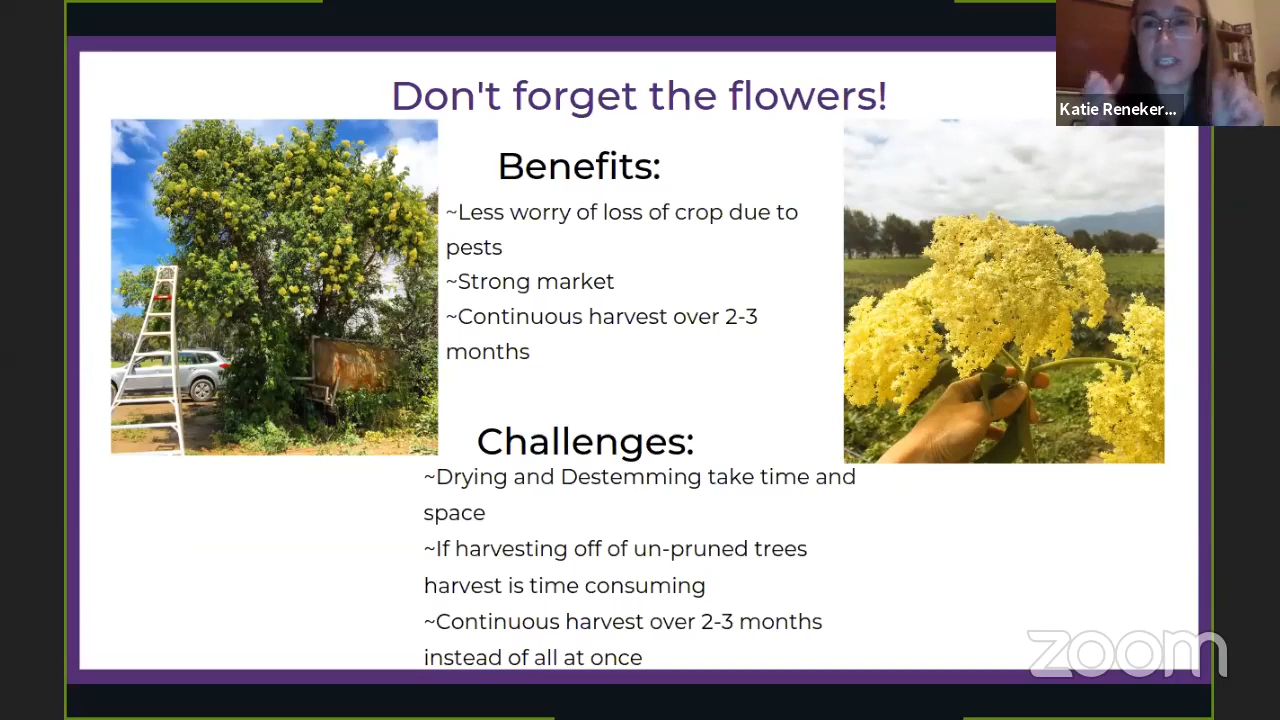 Don't forget the flowers!
Katie Reneker...
Benefits:
~Less worry of loss of crop due to
pests
~Strong market
~Continuous harvest over 2-3
months
Challenges:
~Drying and Destemming take time and
space
~If harvesting off of un-pruned trees
harvest is time consuming
~Continuous harvest over 2-3 months
instead of all at once
zoom